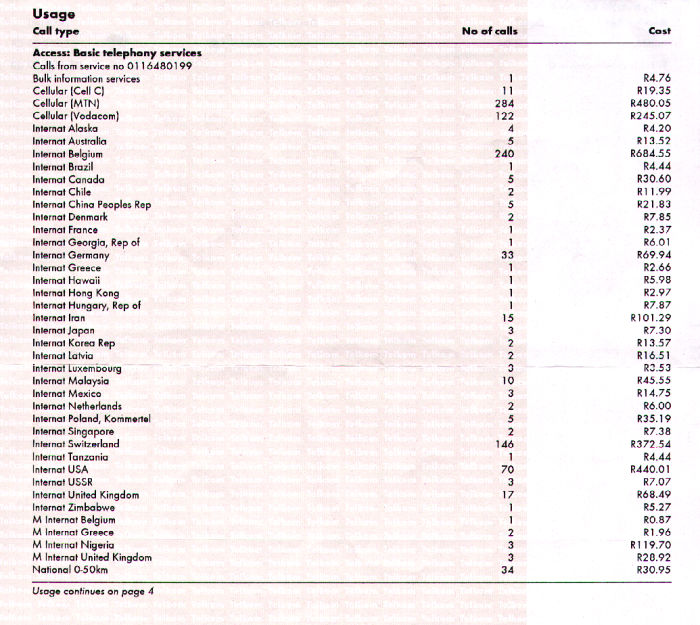 Usage
Call type No of calls Cost
Access: Basic telephony services
Calls from service no 0116480199
Bulk information services 1 R4.76
Cellular (Cell C) 11 R19.35
Cellular (MTN) 284 R480.05
Cellular (Vodacom) 122 R245.07
Internat Alaska 4 R4.20
Internat Australia 5 R13.52
Internat Belgium 240 R684.55
Internat Brazil 1 R4.44
Internat Canada 5 R30.60
Internat Chile 2 R11.99
Internat China Peoples Rep 5 R21.83
Internat Denmark 2 R7.85
Internat France 1 R2.37
Internat Georgia, Rep of 1 R6.01
Internat Germany 33 R69.94
Internat Greece 1 R2.66
Internat Hawaii 1 R5.98
Internat Hong Kong 1 R2.97
Internat Hungary, Rep of 1 R7.87
Internat Iran 15 R101.29
Internat Japan 3 R7.30
Internat Korea Rep 2 R13.57
Internat Latvia 2 R16.51
Internat Luxembourg 3 R3.53
Internat Malaysia 10 R45.55
Internat Mexico 3 R14.75
Internat Netherlands 2 R6.00
Internat Poland, Kommertel 5 R35.19
Internat Singapore 2 R7.38
Internat Switzerland 146 R372.54
Internat Tanzania 1 R4.44
Internat USA 70 R440.01
Internat USSR 3 R7.07
Internat United Kingdom 17 R68.49
Internat Zimbabwe 1 R5.27
M Internat Belgium 1 R0.87
M Internat Greece 2 R1.96
M Internat Nigeria 3 R119.70
M Internat United Kingdom 3 R28.92
National 0-50km 34 R30.95
Usage continues on page 4